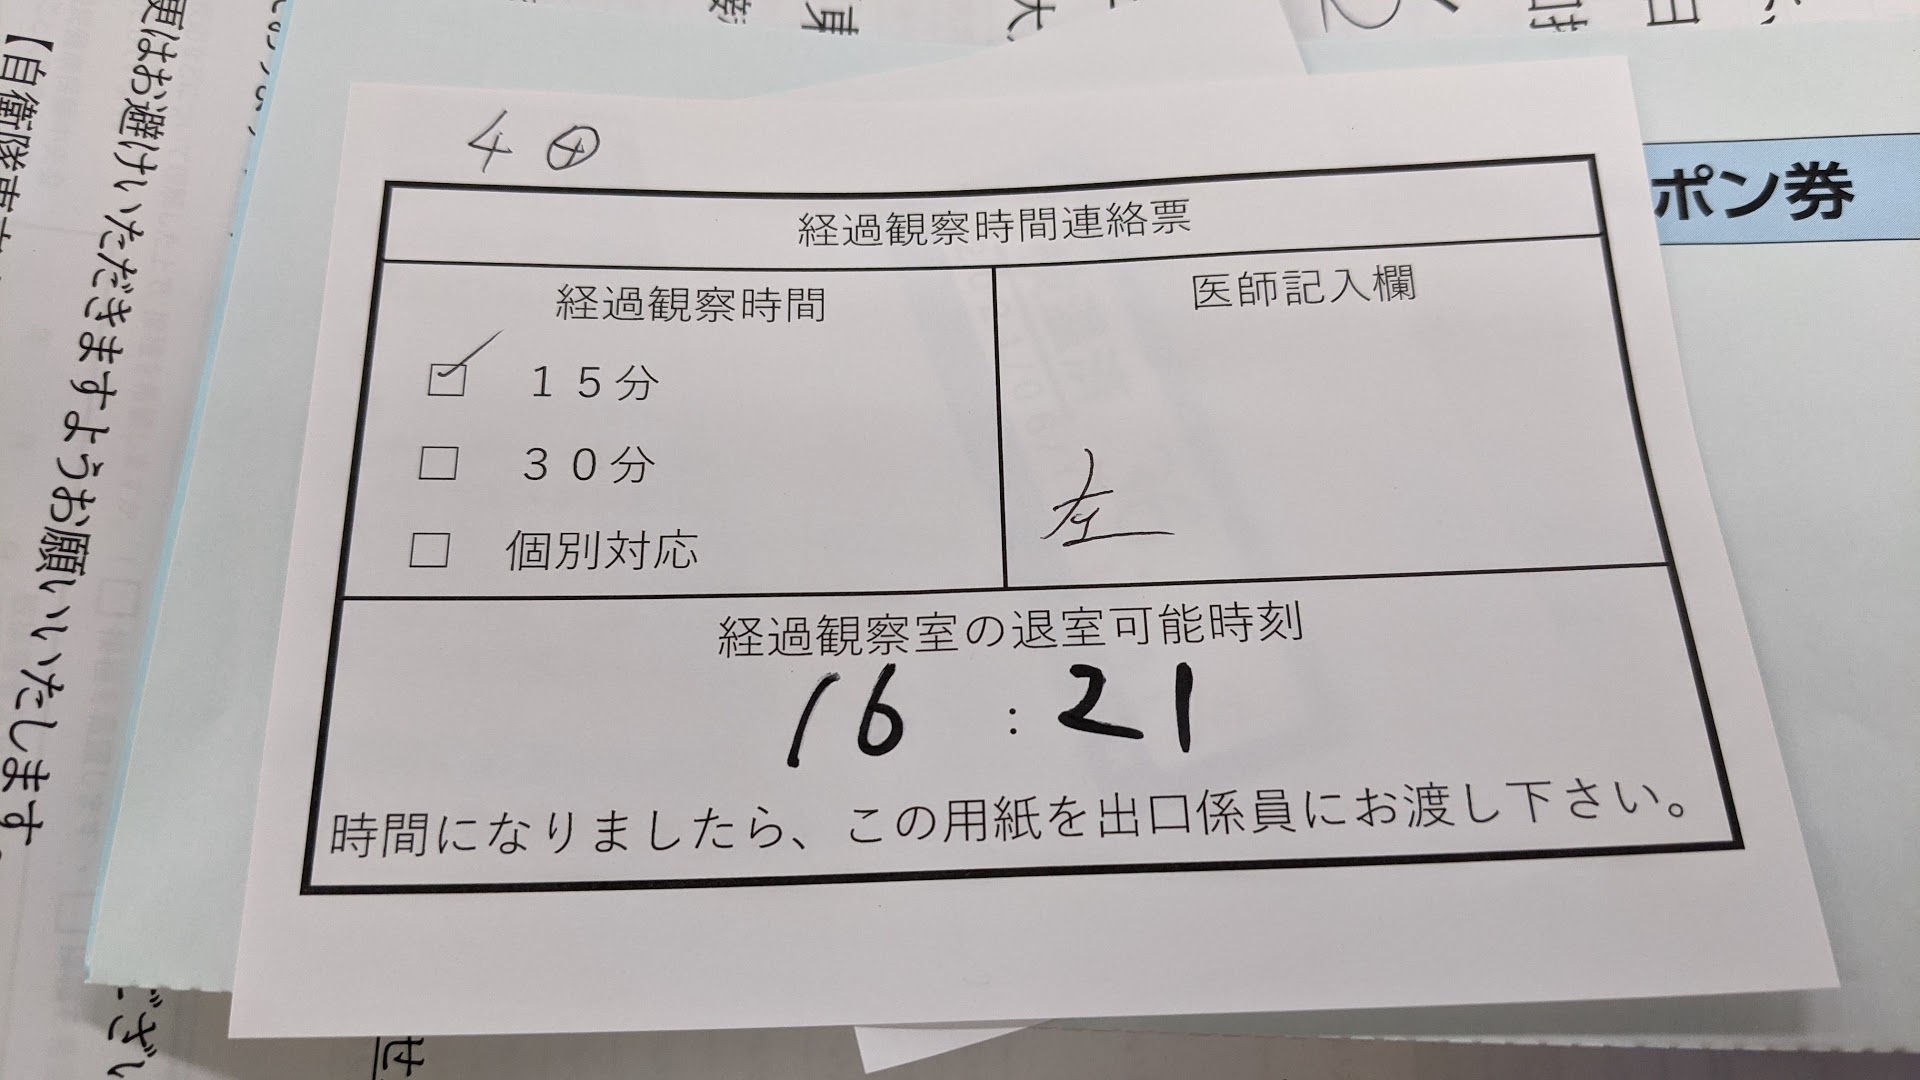 4 ⊕
経過観察時間連絡票
経過観察時間
☑ 15分
☐ 30分
☐ 個別対応
医師記入欄
左
経過観察室の退室可能時刻
16 : 21
時間になりましたら、この用紙を出口係員にお渡し下さい。
ポン券
更はお避けいただきますようお願いいたします。
【自衛隊